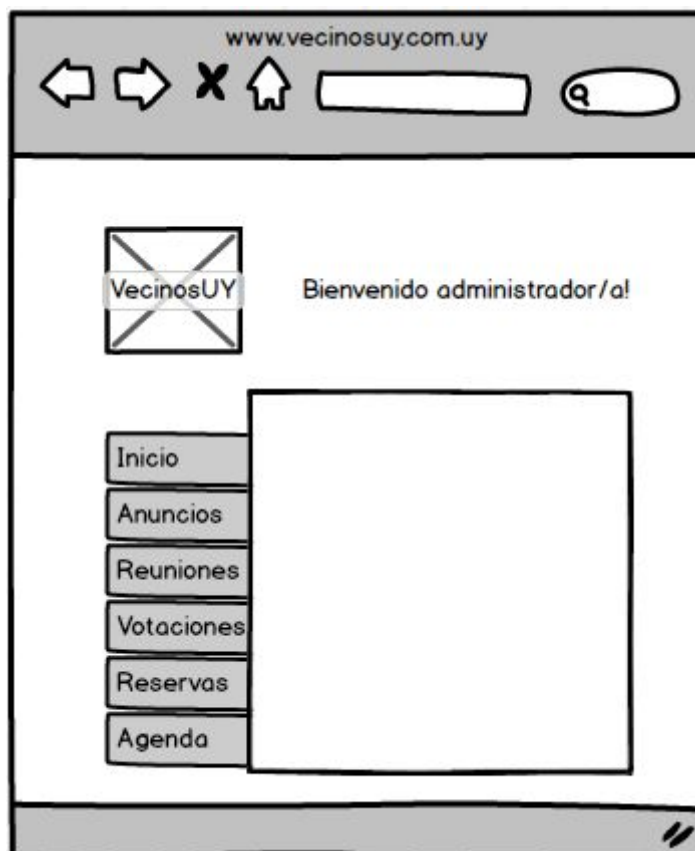 www.vecinosuy.com.uy
VecinosUY
Bienvenido administrador/a!
Inicio
Anuncios
Reuniones
Votaciones
Reservas
Agenda